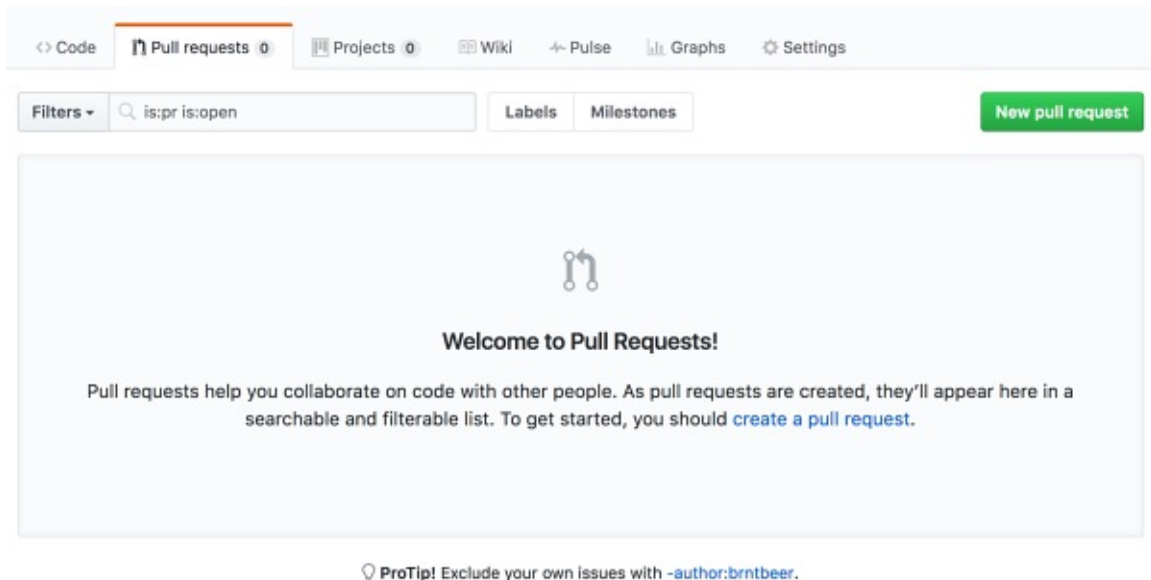 <> Code Pull requests 0 Projects 0 Wiki Pulse Graphs Settings
Filters is:pr is:open Labels Milestones New pull request
Welcome to Pull Requests!
Pull requests help you collaborate on code with other people. As pull requests are created, they’ll appear here in a
searchable and filterable list. To get started, you should create a pull request.
ProTip! Exclude your own issues with -author:brntbeer.